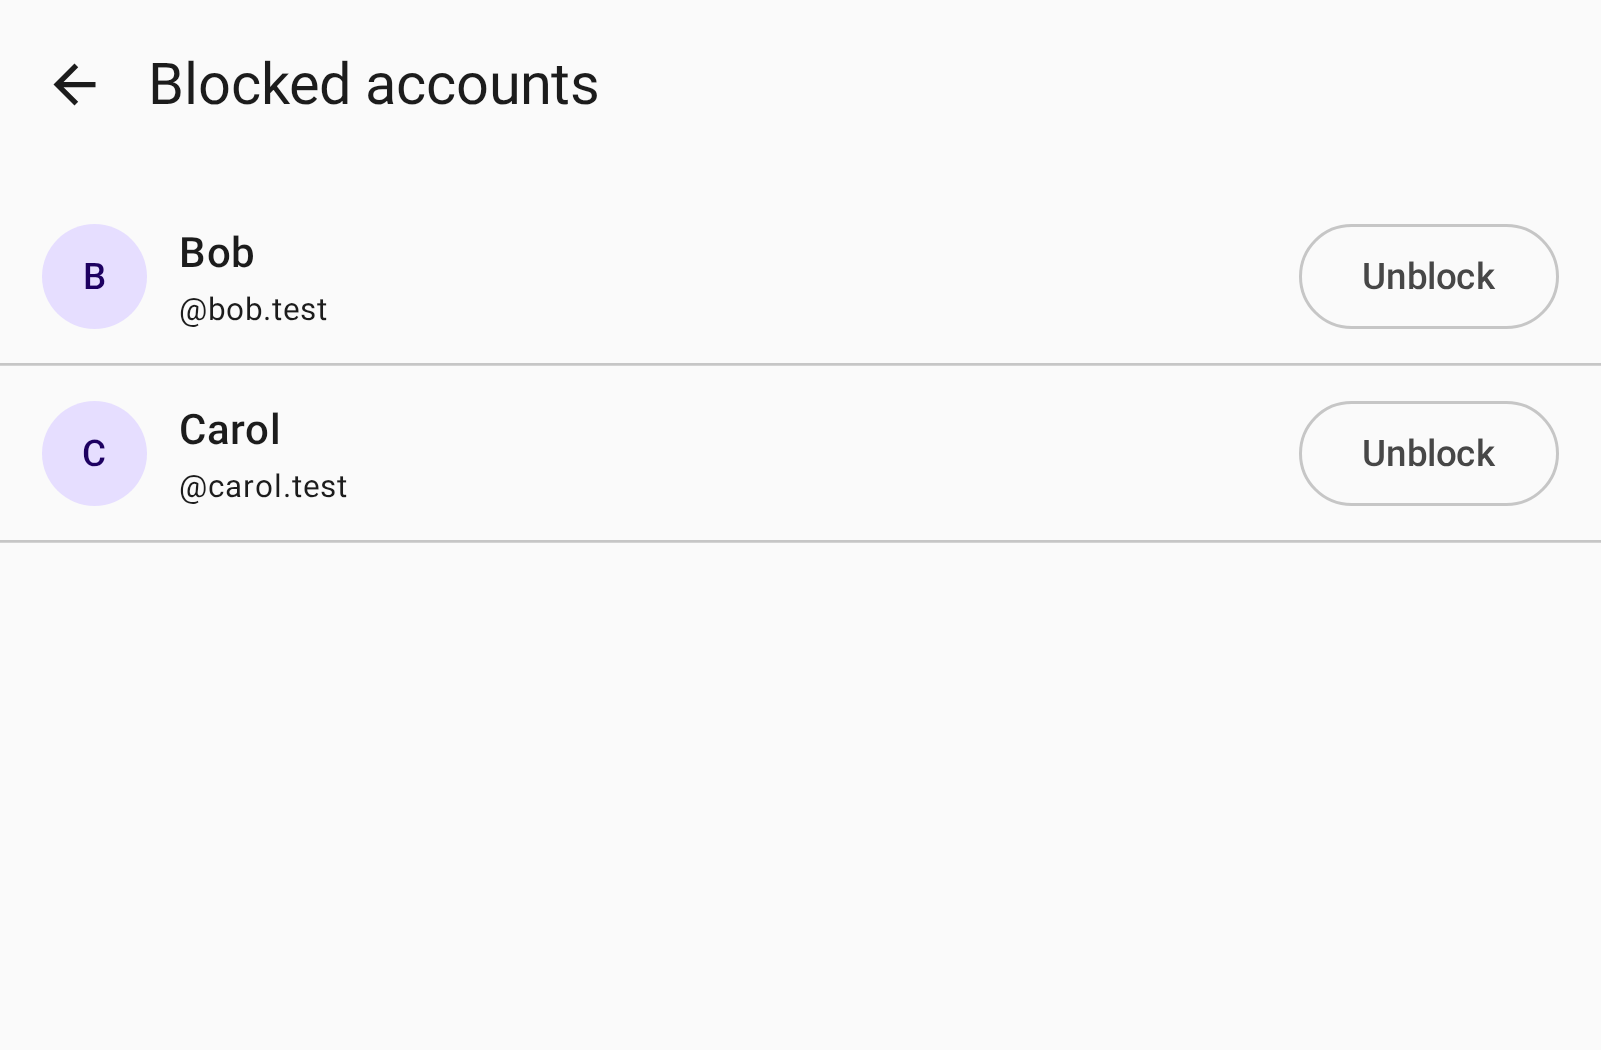 Blocked accounts
B
Bob
@bob.test
Unblock
C
Carol
@carol.test
Unblock